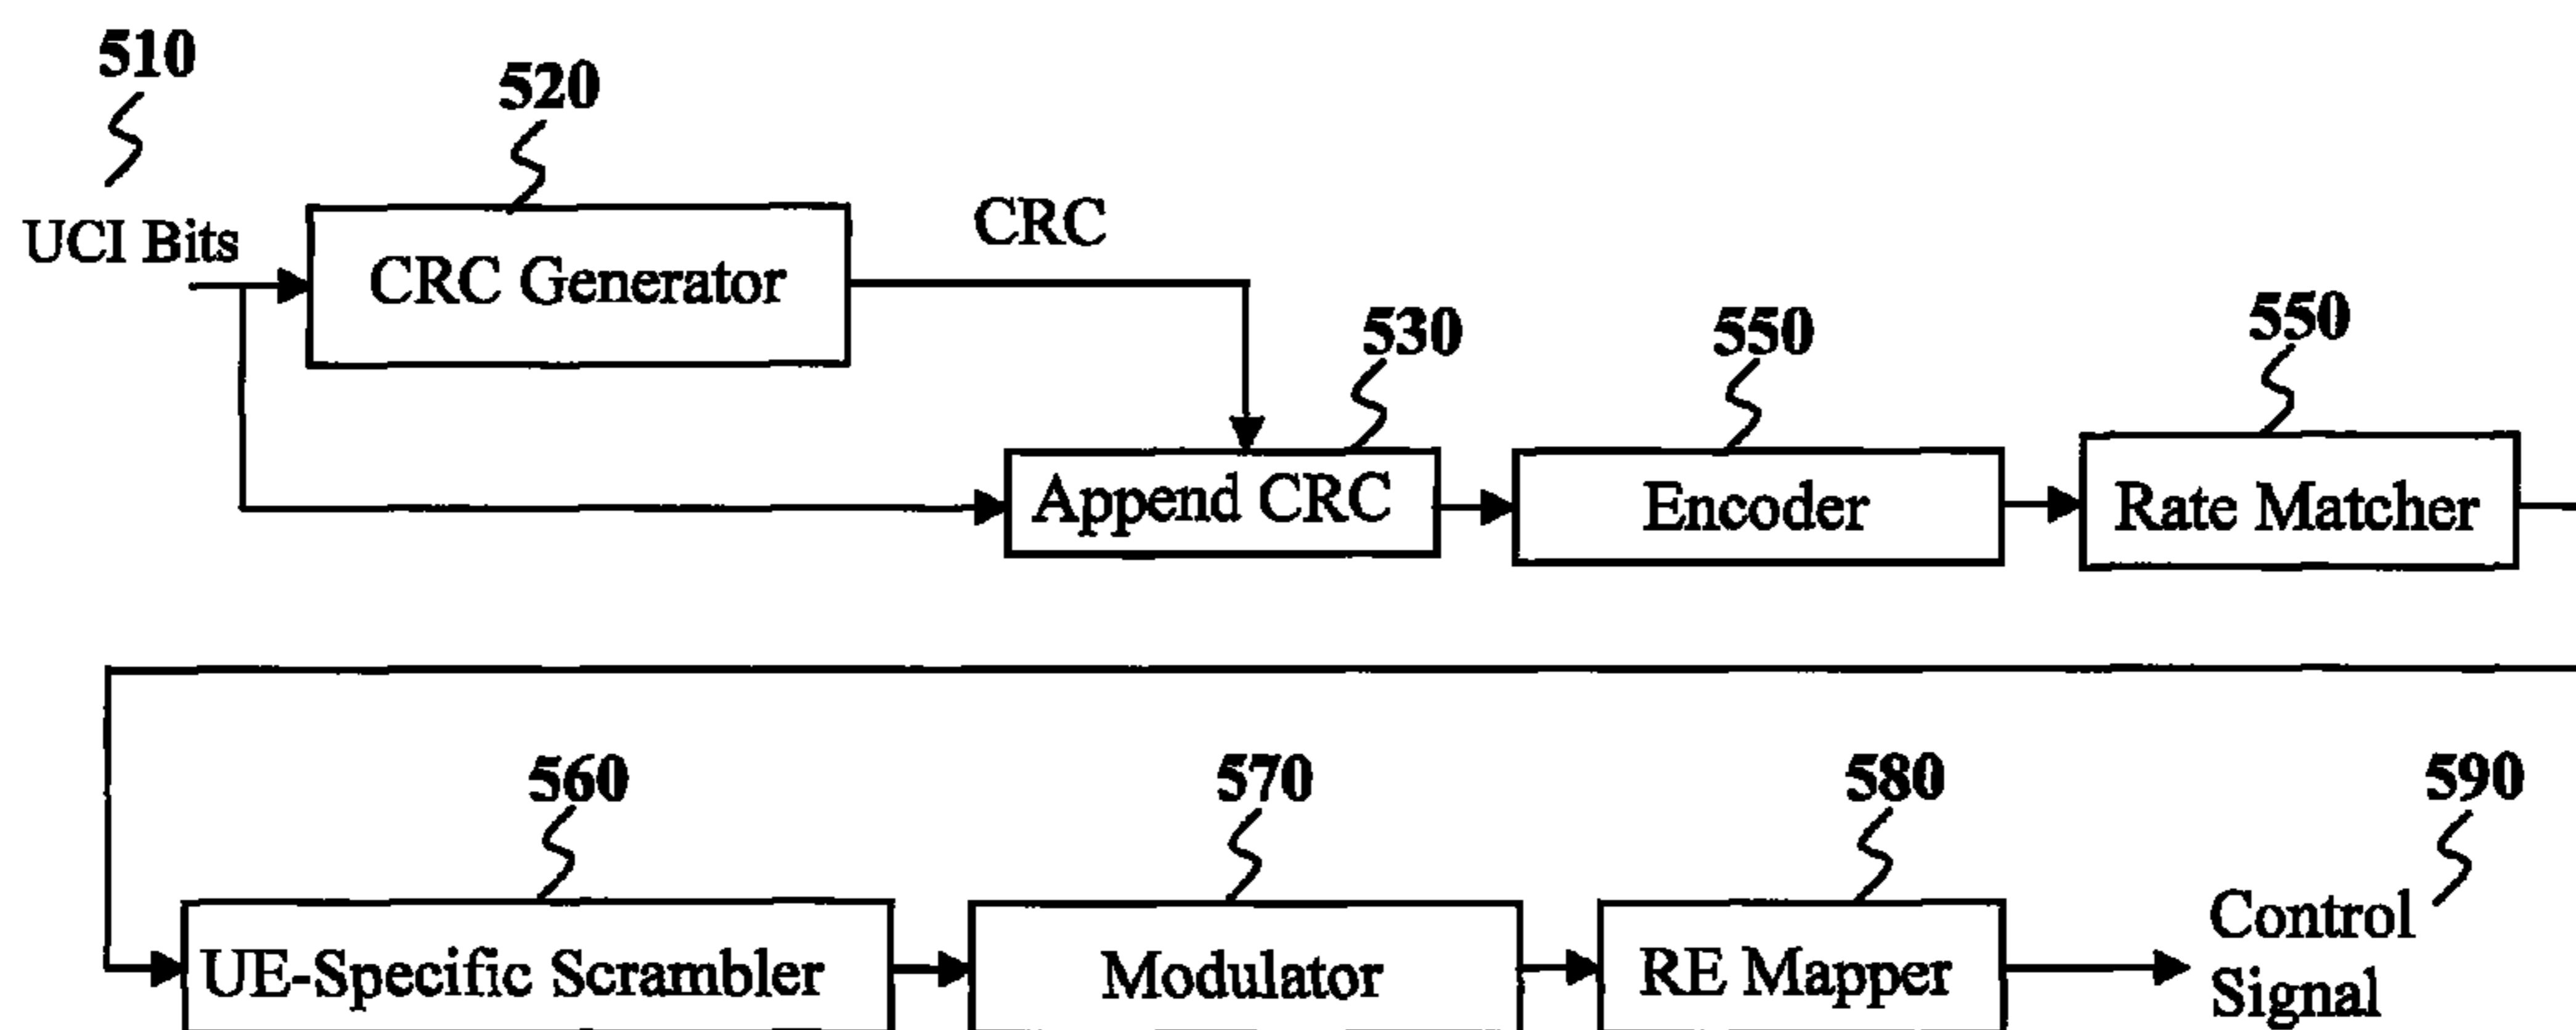 510
520
UCI Bits
CRC Generator
CRC
530
550
550
Append CRC
Encoder
Rate Matcher
560
570
580
590
UE-Specific Scrambler
Modulator
RE Mapper
Control
Signal